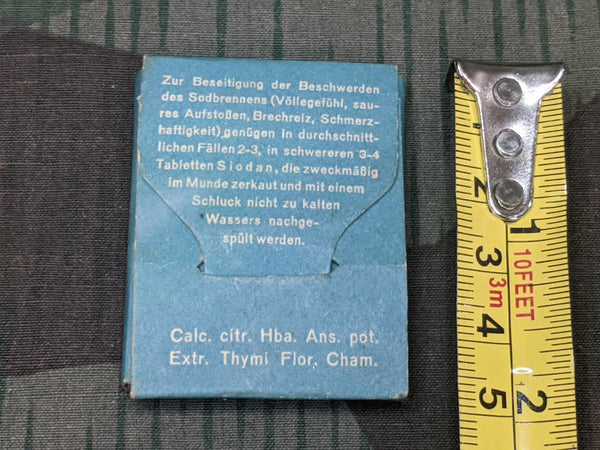 Zur Beseitigung der Beschwerden
des Sodbrennens (Völlegefühl, sau-
res Aufstoßen, Brechreiz, Schmerz-
haftigkeit) genügen in durchschnitt-
lichen Fällen 2-3, in schwereren 3-4
Tabletten Siodan, die zweckmäßig
im Munde zerkaut und mit einem
Schluck nicht zu kalten
Wassers nachge-
spült werden.
Calc. citr. Hba. Ans. pot.
Extr. Thymi Flor. Cham.
2
1
3
3m
10FEET
4
5
2